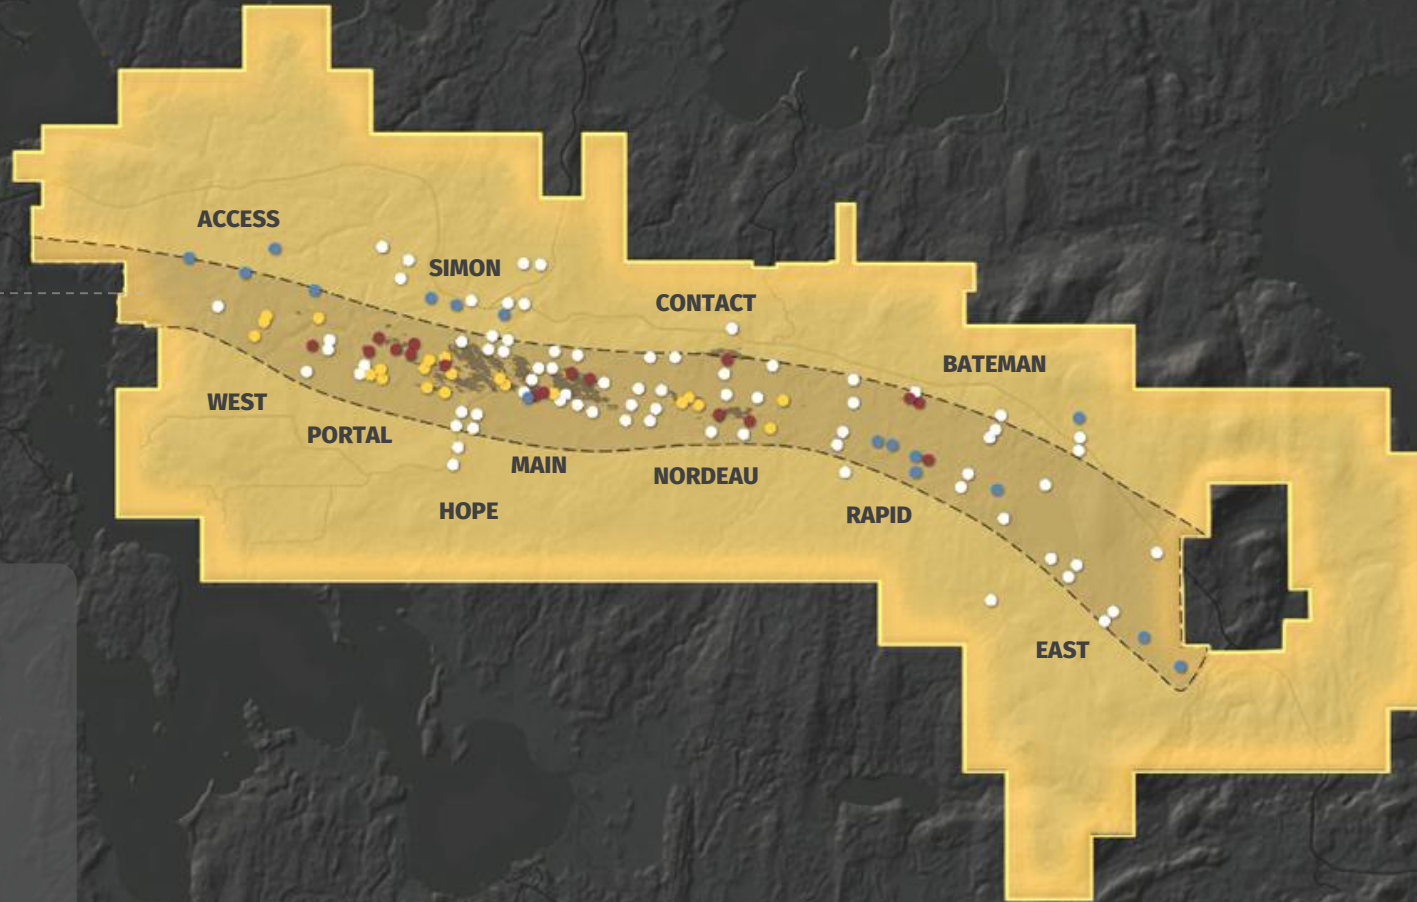 ACCESS
SIMON
CONTACT
BATEMAN
WEST
PORTAL
MAIN
NORDEAU
HOPE
RAPID
EAST